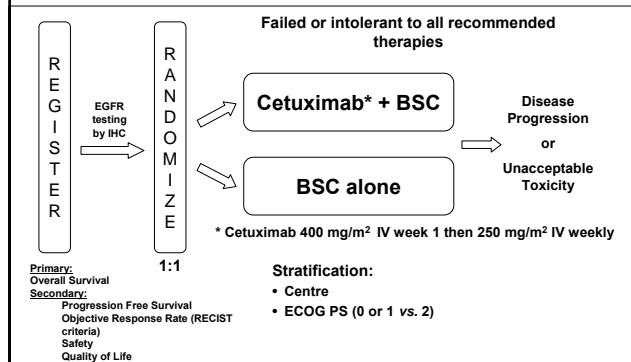 Failed or intolerant to all recommended
therapies
REGISTER
EGFR
testing
by IHC
RANDOMIZE
1:1
Cetuximab* + BSC
BSC alone
Disease
Progression
or
Unacceptable
Toxicity
* Cetuximab 400 mg/m² IV week 1 then 250 mg/m² IV weekly
Primary:
Overall Survival
Secondary:
Progression Free Survival
Objective Response Rate (RECIST
criteria)
Safety
Quality of Life
Stratification:
• Centre
• ECOG PS (0 or 1 vs. 2)